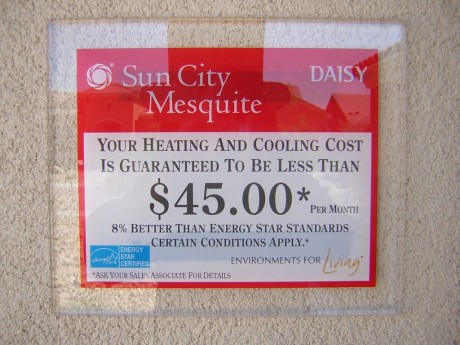 Sun City
Mesquite
DAISY
YOUR HEATING AND COOLING COST
IS GUARANTEED TO BE LESS THAN
$45.00* PER MONTH
8% BETTER THAN ENERGY STAR STANDARDS
CERTAIN CONDITIONS APPLY.*
ENERGY
STAR
CERTIFIED
ENVIRONMENTS FOR Living
*ASK YOUR SALES ASSOCIATE FOR DETAILS